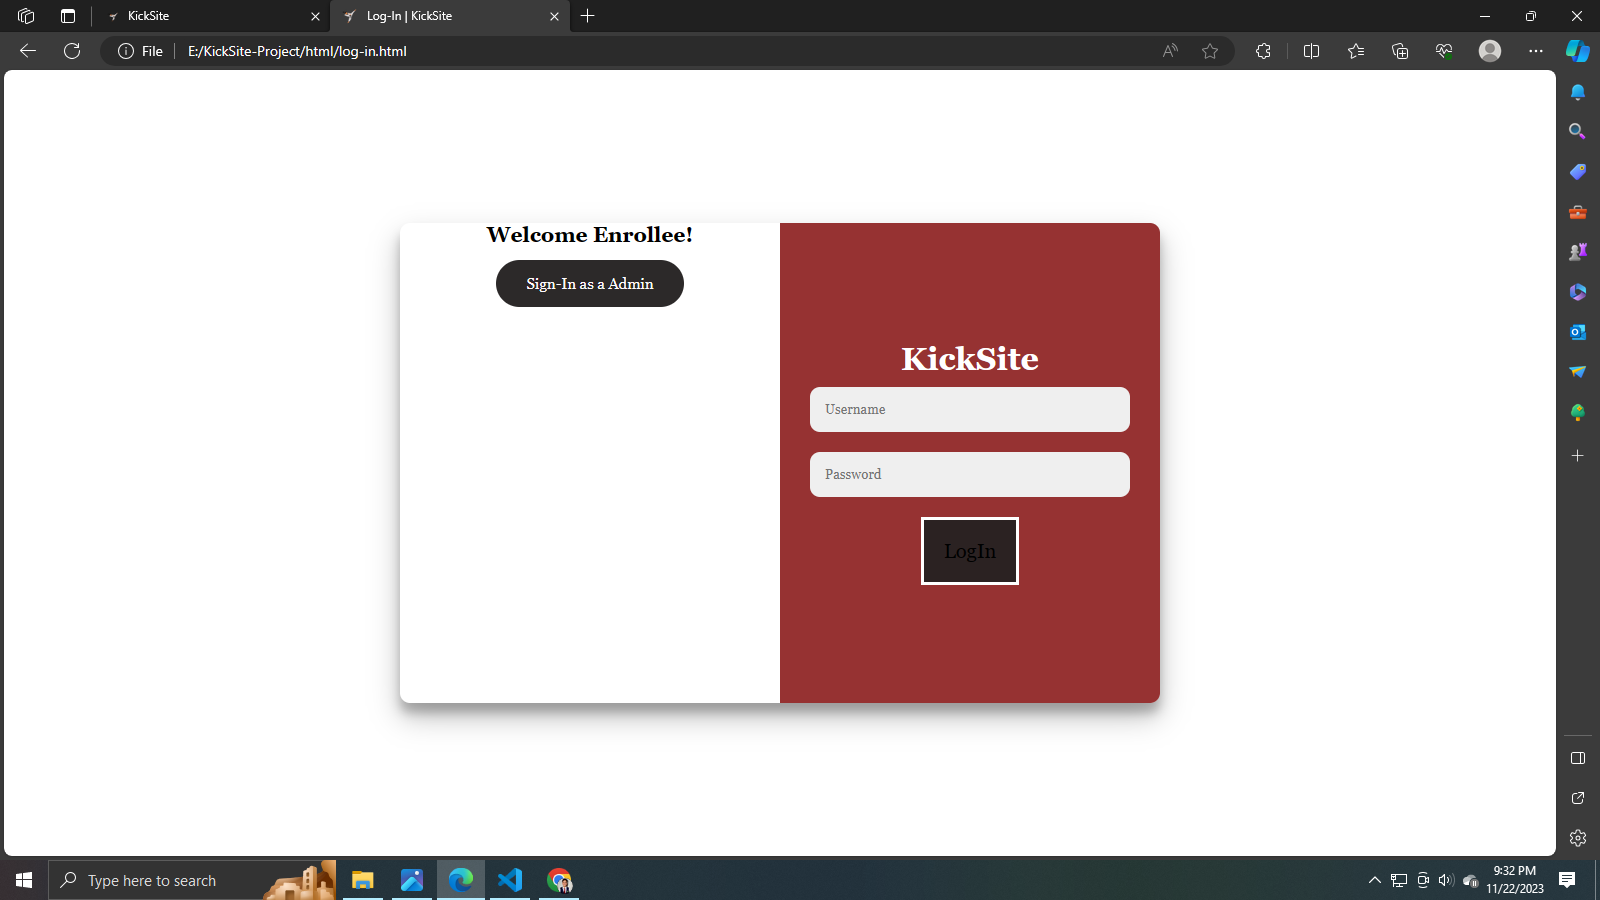 KickSite
Log-In | KickSite
File
E:/KickSite-Project/html/log-in.html
Welcome Enrollee!
Sign-In as a Admin
KickSite
Username
Password
LogIn
Type here to search
9:32 PM
11/22/2023